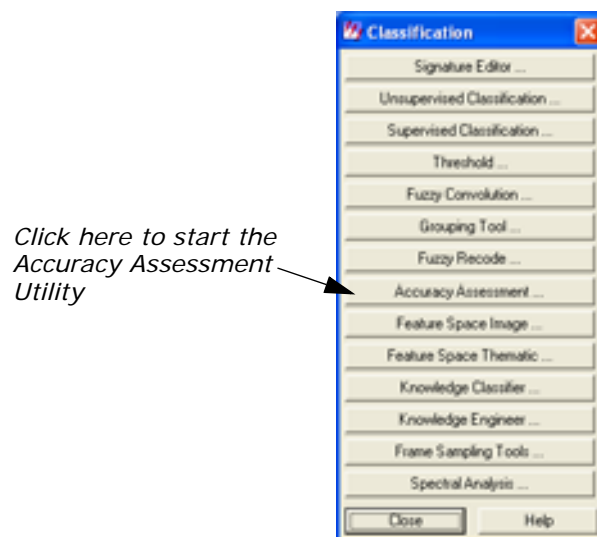 Classification
Signature Editor ...
Unsupervised Classification ...
Supervised Classification ...
Threshold ...
Fuzzy Convolution ...
Grouping Tool ...
Fuzzy Recode ...
Click here to start the
Accuracy Assessment
Utility
Accuracy Assessment ...
Feature Space Image ...
Feature Space Thematic ...
Knowledge Classifier ...
Knowledge Engineer ...
Frame Sampling Tools ...
Spectral Analysis ...
Close Help